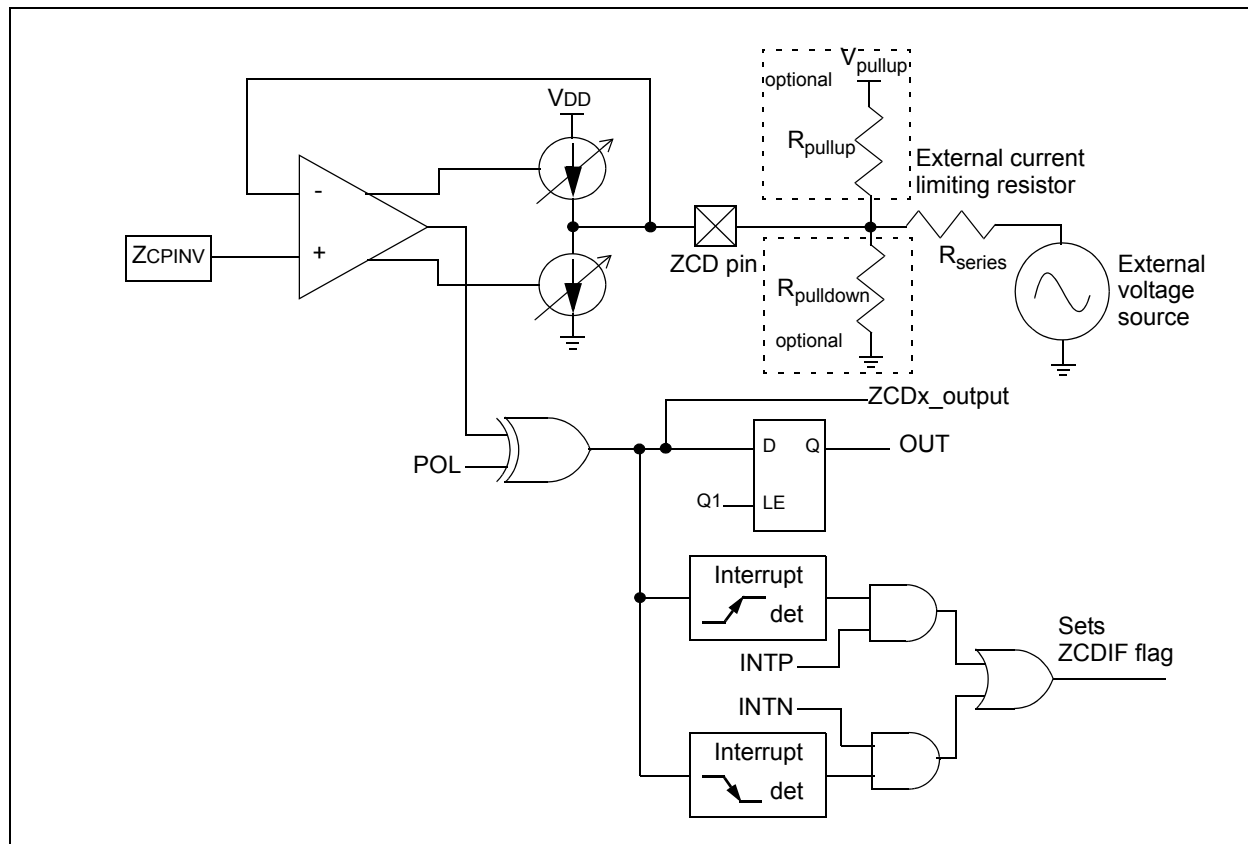 Vpullup
optional
VDD
Rpullup
External current
limiting resistor
-
ZCPINV
+
ZCD pin
Rseries
External
voltage
source
Rpulldown
optional
ZCDx_output
POL
D
Q
OUT
Q1
LE
Interrupt
det
INTP
Sets
ZCDIF flag
INTN
Interrupt
det